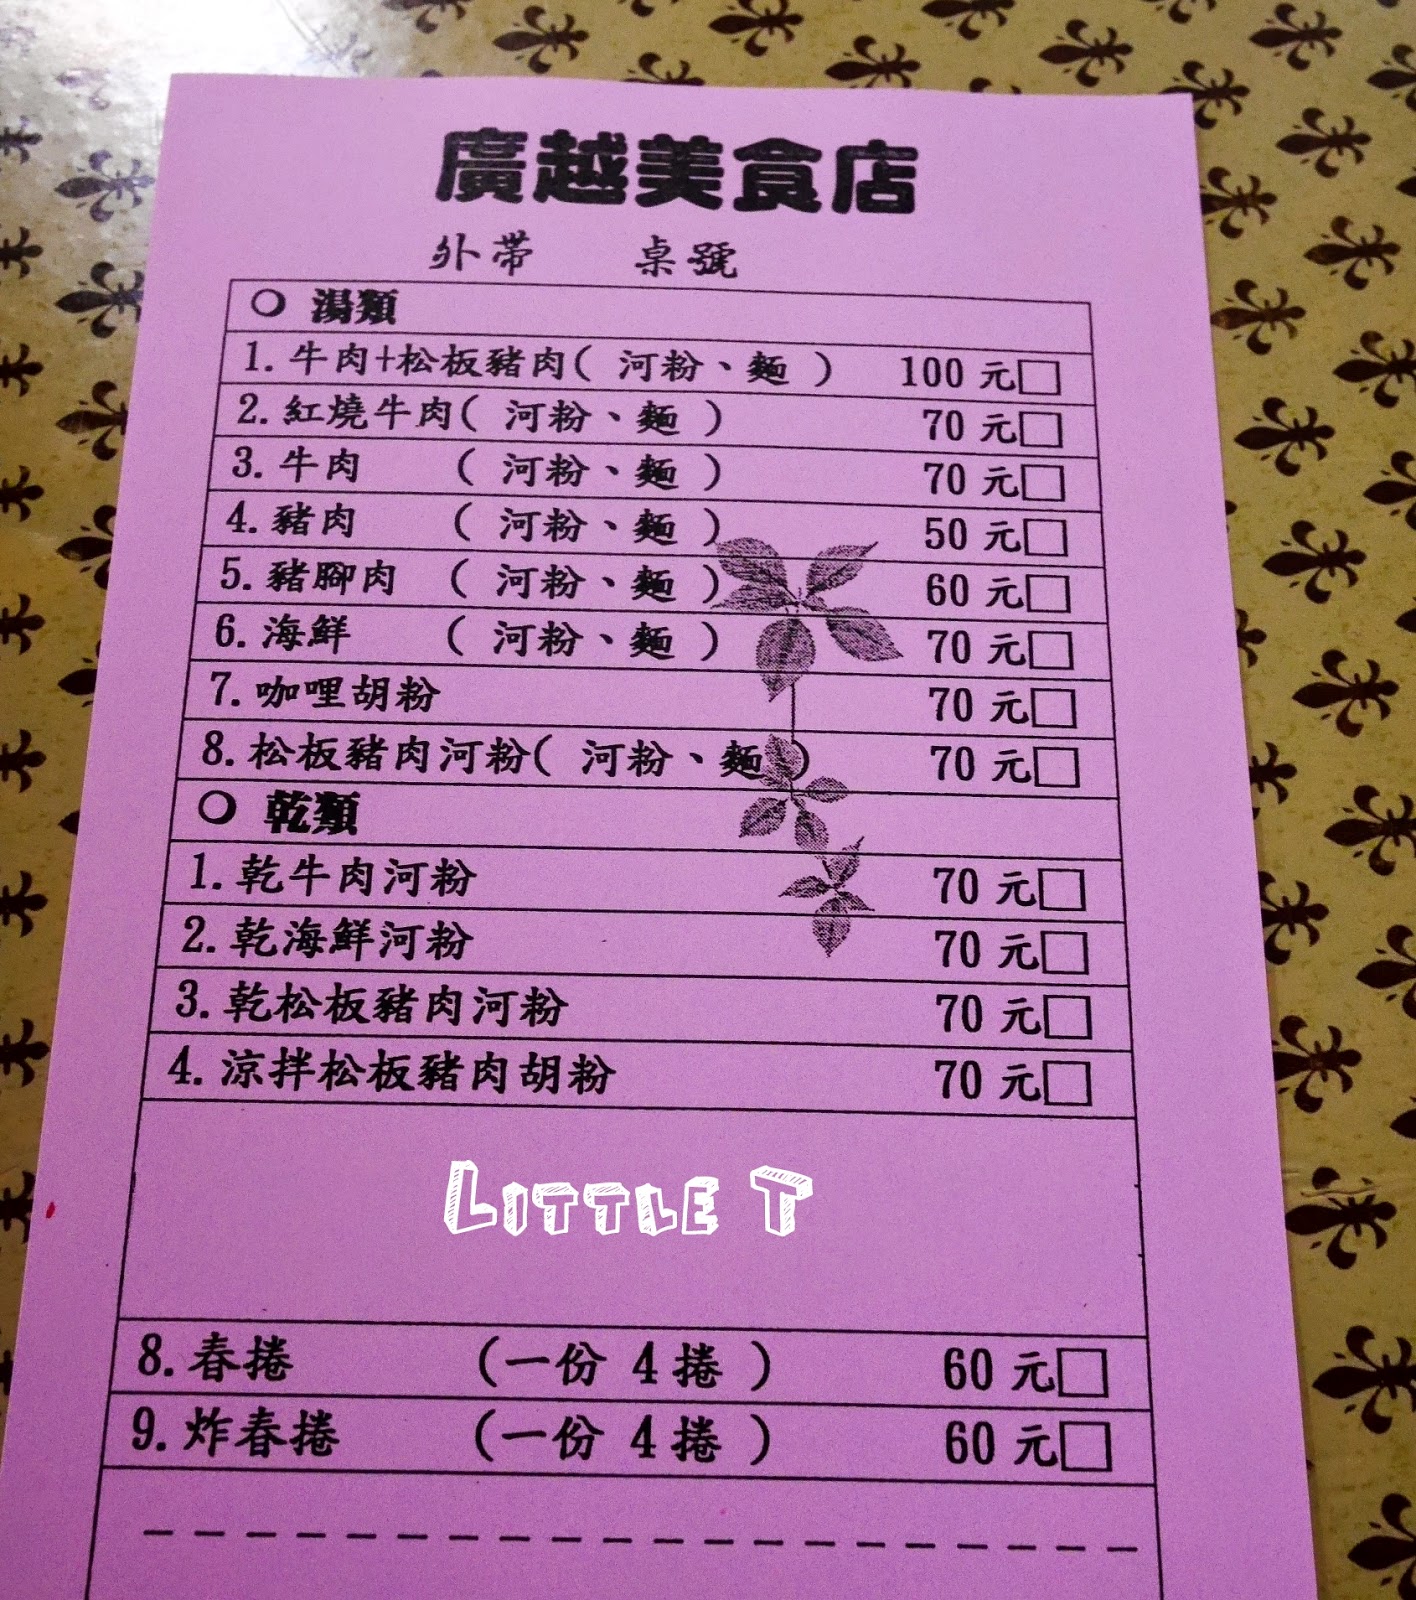 廣越美食店
外帶 桌號
○ 湯類
1.牛肉+松板豬肉( 河粉、麵 ) 100 元□
2.紅燒牛肉( 河粉、麵 ) 70 元□
3.牛肉 ( 河粉、麵 ) 70 元□
4.豬肉 ( 河粉、麵 ) 50 元□
5.豬腳肉 ( 河粉、麵 ) 60 元□
6.海鮮 ( 河粉、麵 ) 70 元□
7.咖哩胡粉 70 元□
8.松板豬肉河粉( 河粉、麵 ) 70 元□
○ 乾類
1.乾牛肉河粉 70 元□
2.乾海鮮河粉 70 元□
3.乾松板豬肉河粉 70 元□
4.涼拌松板豬肉胡粉 70 元□
LITTLE T
8.春捲 (一份 4捲 ) 60 元□
9.炸春捲 (一份 4捲 ) 60 元□